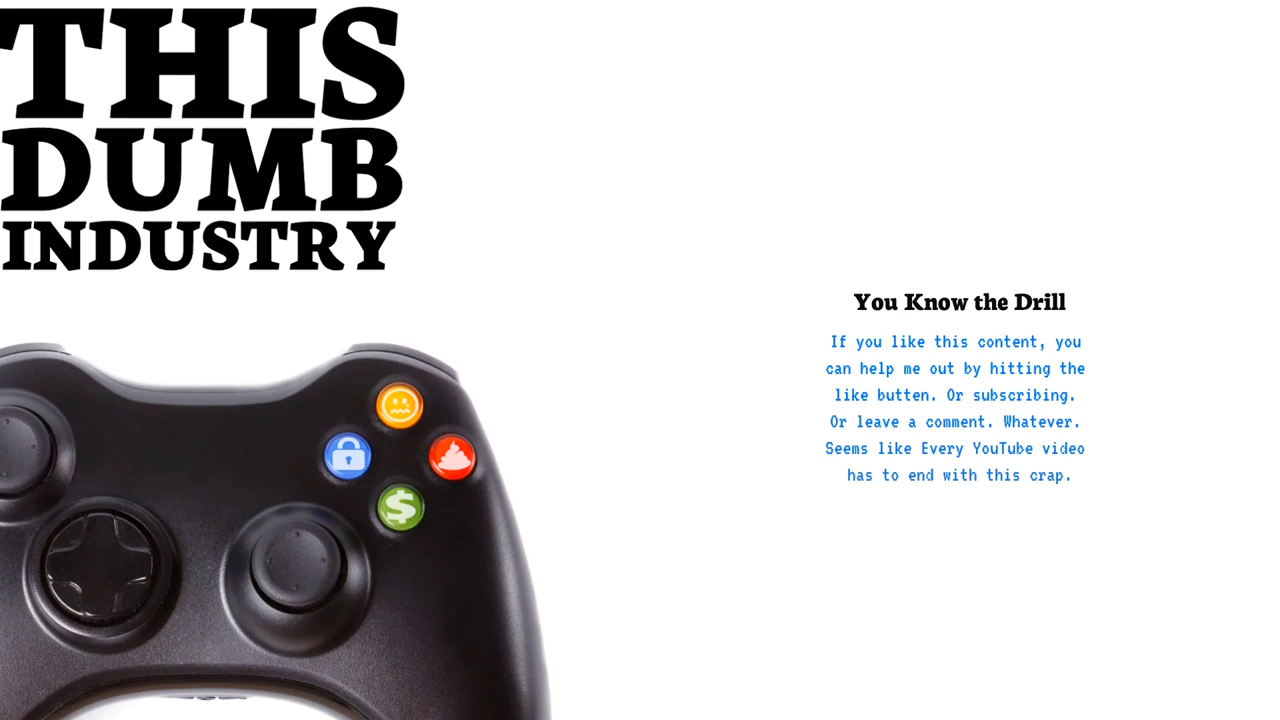 THIS
DUMB
INDUSTRY
You Know the Drill
If you like this content, you
can help me out by hitting the
like butten. Or subscribing.
Or leave a comment. Whatever.
Seems like Every YouTube video
has to end with this crap.
$